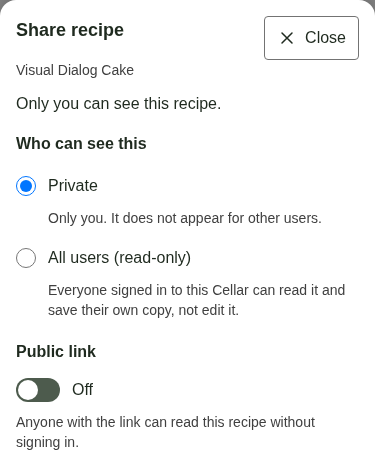 Share recipe
Close
Visual Dialog Cake
Only you can see this recipe.
Who can see this
Private
Only you. It does not appear for other users.
All users (read-only)
Everyone signed in to this Cellar can read it and
save their own copy, not edit it.
Public link
Off
Anyone with the link can read this recipe without
signing in.